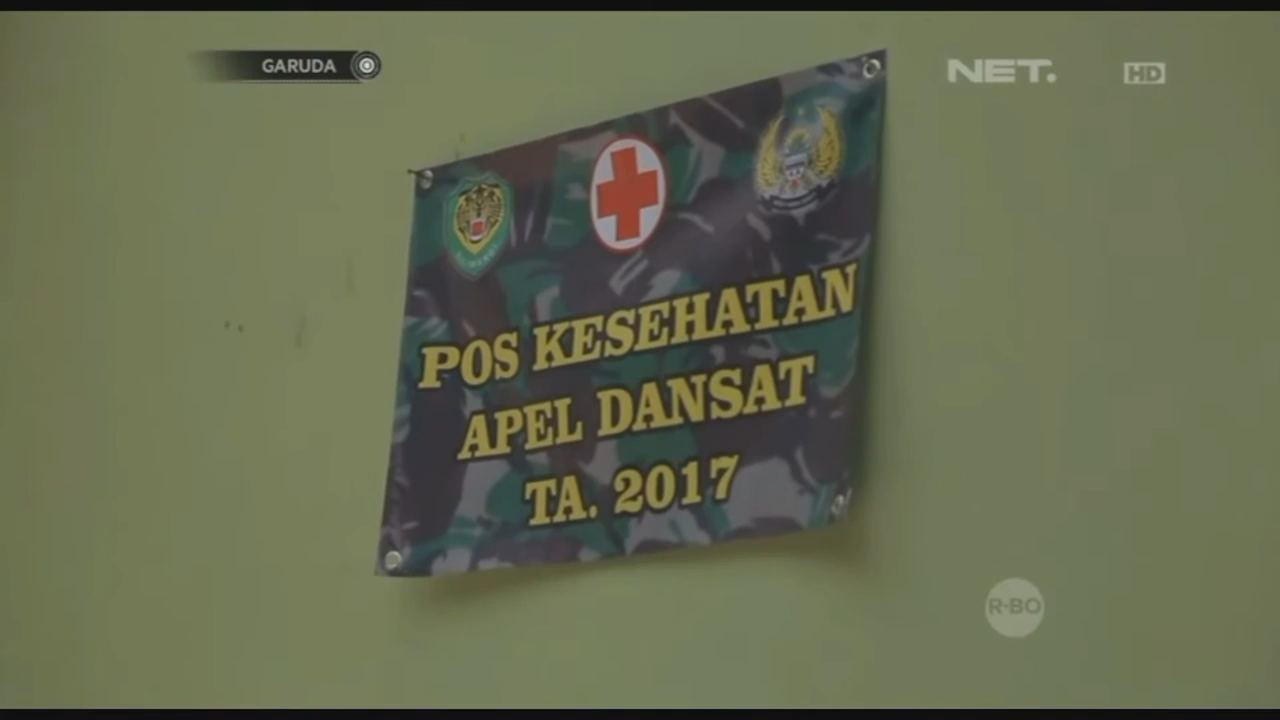 GARUDA
NET.
HD
POS KESEHATAN
APEL DANSAT
TA. 2017
R-BO